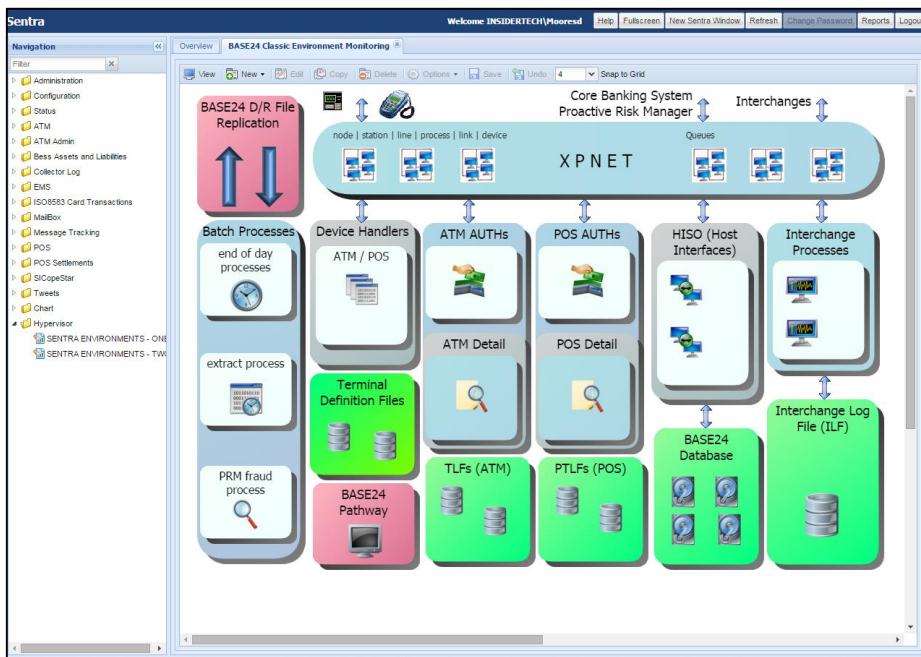 Sentra
Welcome INSIDERTECH\Mooresd
Help
Fullscreen
New Sentra Window
Refresh
Change Password
Reports
Logou
Navigation
Filter
Administration
Configuration
Status
ATM
ATM Admin
Bess Assets and Liabilities
Collector Log
EMS
ISO8583 Card Transactions
MailBox
Message Tracking
POS
POS Settlements
SICopeStar
Tweets
Chart
Hypervisor
SENTRA ENVIRONMENTS - ONE
SENTRA ENVIRONMENTS - TWO
Overview
BASE24 Classic Environment Monitoring
View
New
Edit
Copy
Delete
Options
Save
Undo
4
Snap to Grid
BASE24 D/R File
Replication
Core Banking System
Proactive Risk Manager
Interchanges
node | station | line | process | link | device
XPNET
Queues
Batch Processes
end of day
processes
extract process
PRM fraud
process
Device Handlers
ATM / POS
Terminal
Definition Files
BASE24
Pathway
ATM AUTHs
ATM Detail
TLFs (ATM)
POS AUTHs
POS Detail
PTLFs (POS)
HISO (Host
Interfaces)
BASE24
Database
Interchange
Processes
Interchange Log
File (ILF)